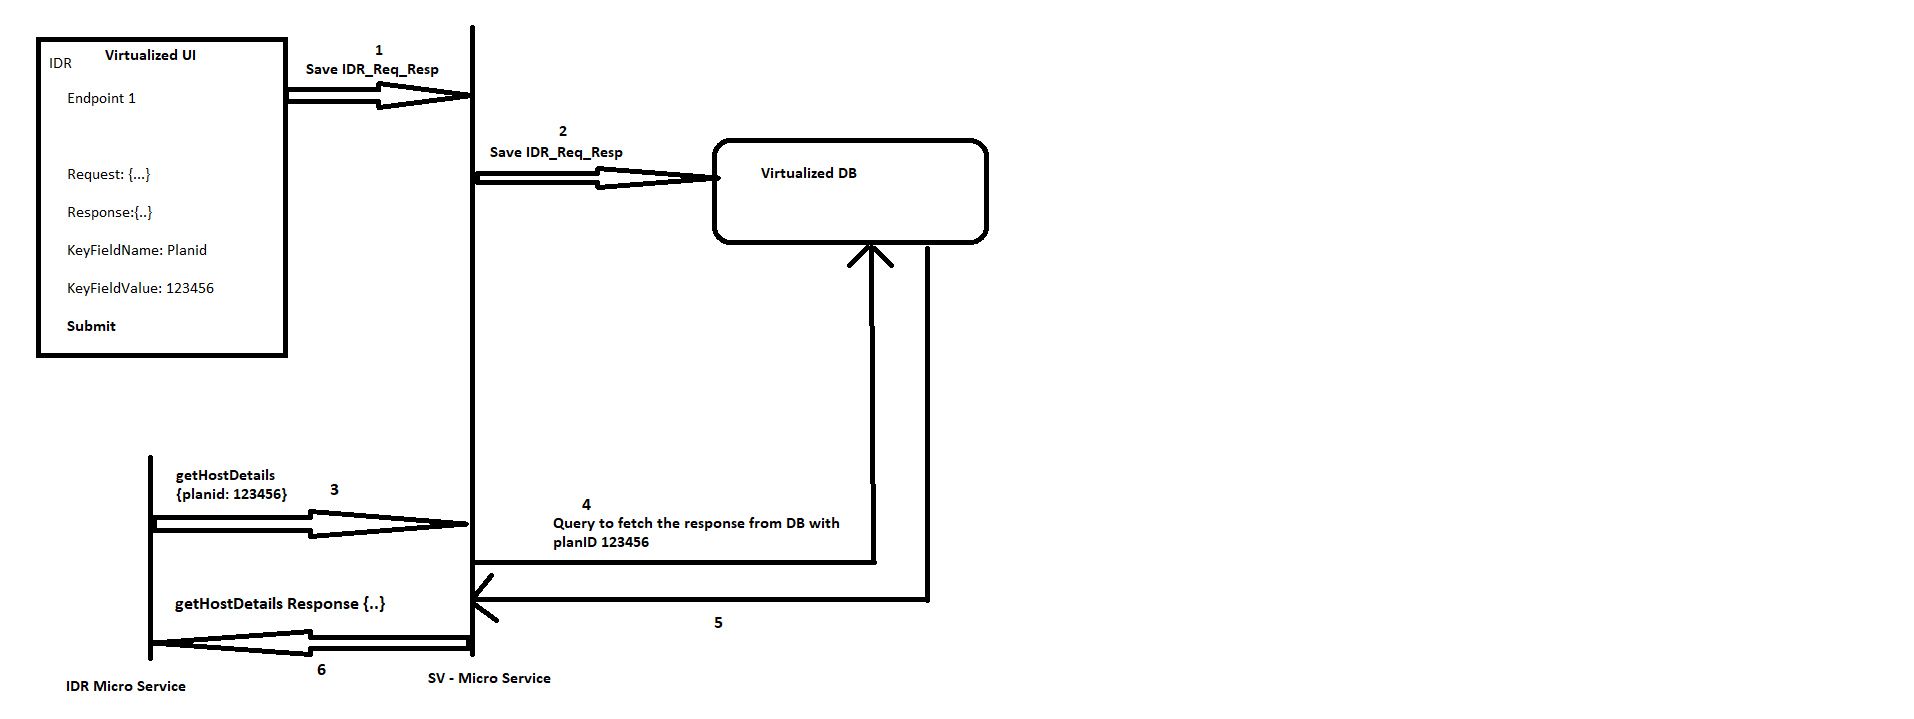 Virtualized UI
IDR
Endpoint 1
Request: {...}
Response:{..}
KeyFieldName: Planid
KeyFieldValue: 123456
Submit
1
Save IDR_Req_Resp
2
Save IDR_Req_Resp
Virtualized DB
getHostDetails
{planid: 123456}
3
4
Query to fetch the response from DB with
planID 123456
5
getHostDetails Response {..}
6
IDR Micro Service
SV - Micro Service